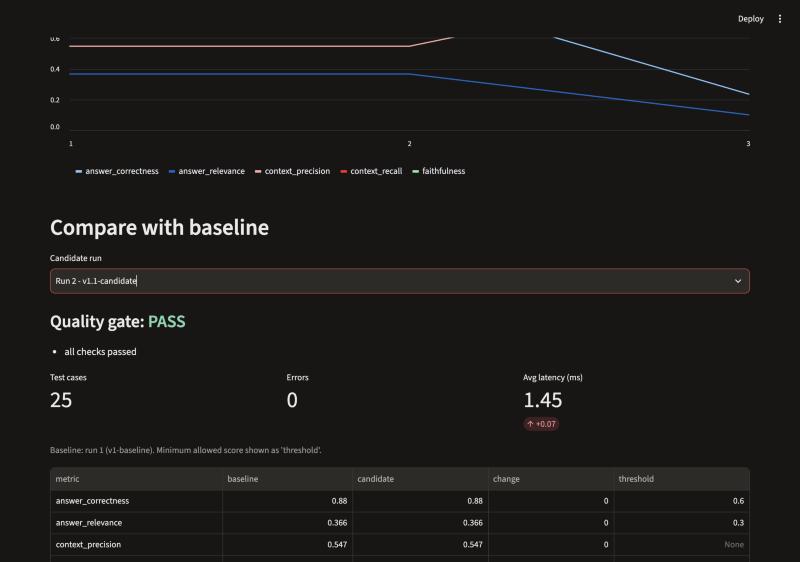 Deploy
0.6
0.4
0.2
0.0
1 2 3
answer_correctness answer_relevance context_precision context_recall faithfulness
Compare with baseline
Candidate run
Run 2 - v1.1-candidate
Quality gate: PASS
• all checks passed
Test cases Errors Avg latency (ms)
25 0 1.45
↑ +0.07
Baseline: run 1 (v1-baseline). Minimum allowed score shown as 'threshold'.
metric baseline candidate change threshold
answer_correctness 0.88 0.88 0 0.6
answer_relevance 0.366 0.366 0 0.3
context_precision 0.547 0.547 0 None